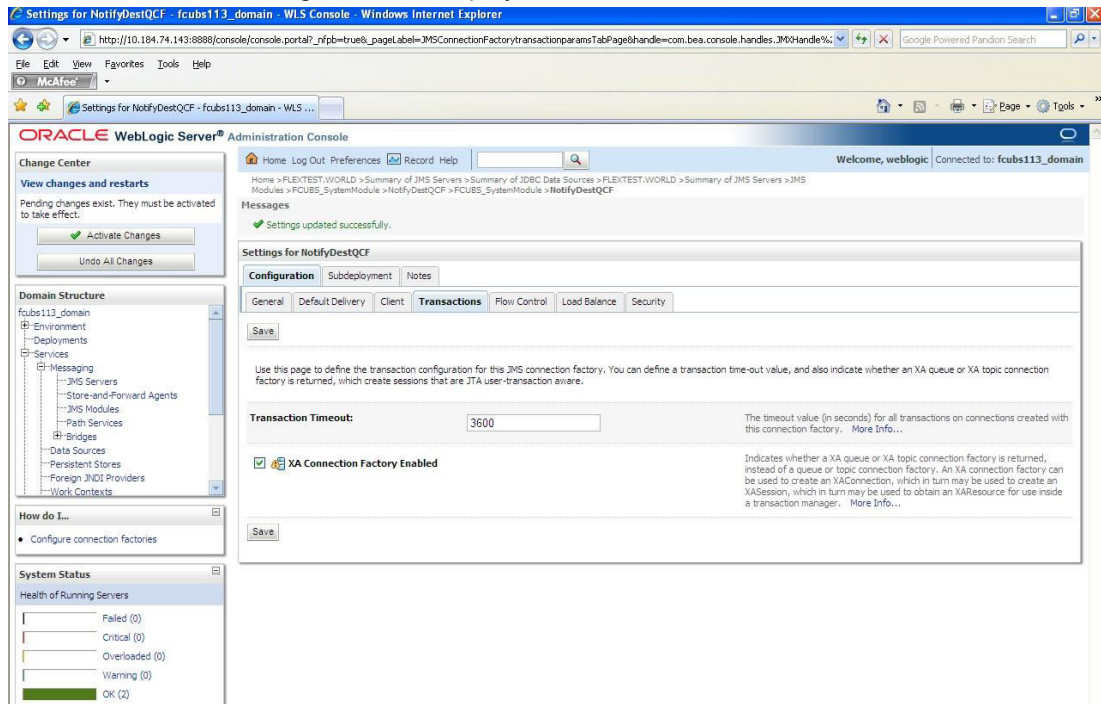 Settings for NotifyDestQCF - fcubs113_domain - WLS Console - Windows Internet Explorer
http://10.184.74.143:8888/console/console.portal?_nfpb=true&_pageLabel=JMSConnectionFactorytransactionparamsTabPage&handle=com.bea.console.handles.JMXHandle%
Google Powered Pandion Search
File Edit View Favorites Tools Help
McAfee
Settings for NotifyDestQCF - fcubs113_domain - WLS ...
Page Tools
ORACLE WebLogic Server® Administration Console
Change Center
View changes and restarts
Pending changes exist. They must be activated
to take effect.
Activate Changes
Undo All Changes
Domain Structure
fcubs113_domain
Environment
Deployments
Services
Messaging
JMS Servers
Store-and-Forward Agents
JMS Modules
Path Services
Bridges
Data Sources
Persistent Stores
Foreign JNDI Providers
Work Contexts
How do I...
Configure connection factories
System Status
Health of Running Servers
Failed (0)
Critical (0)
Overloaded (0)
Warning (0)
OK (2)
Home Log Out Preferences Record Help
Welcome, weblogic Connected to: fcubs113_domain
Home >FLEXTEST.WORLD >Summary of JMS Servers >Summary of JDBC Data Sources >FLEXTEST.WORLD >Summary of JMS Servers >JMS
Modules >FCUBS_SystemModule >NotifyDestQCF >FCUBS_SystemModule >NotifyDestQCF
Messages
Settings updated successfully.
Settings for NotifyDestQCF
Configuration Subdeployment Notes
General Default Delivery Client Transactions Flow Control Load Balance Security
Save
Use this page to define the transaction configuration for this JMS connection factory. You can define a transaction time-out value, and also indicate whether an XA queue or XA topic connection
factory is returned, which create sessions that are JTA user-transaction aware.
Transaction Timeout:
3600
The timeout value (in seconds) for all transactions on connections created with
this connection factory. More Info...
XA Connection Factory Enabled
Indicates whether a XA queue or XA topic connection factory is returned,
instead of a queue or topic connection factory. An XA connection factory can
be used to create an XAConnection, which in turn may be used to create an
XASession, which in turn may be used to obtain an XAResource for use inside
a transaction manager. More Info...
Save